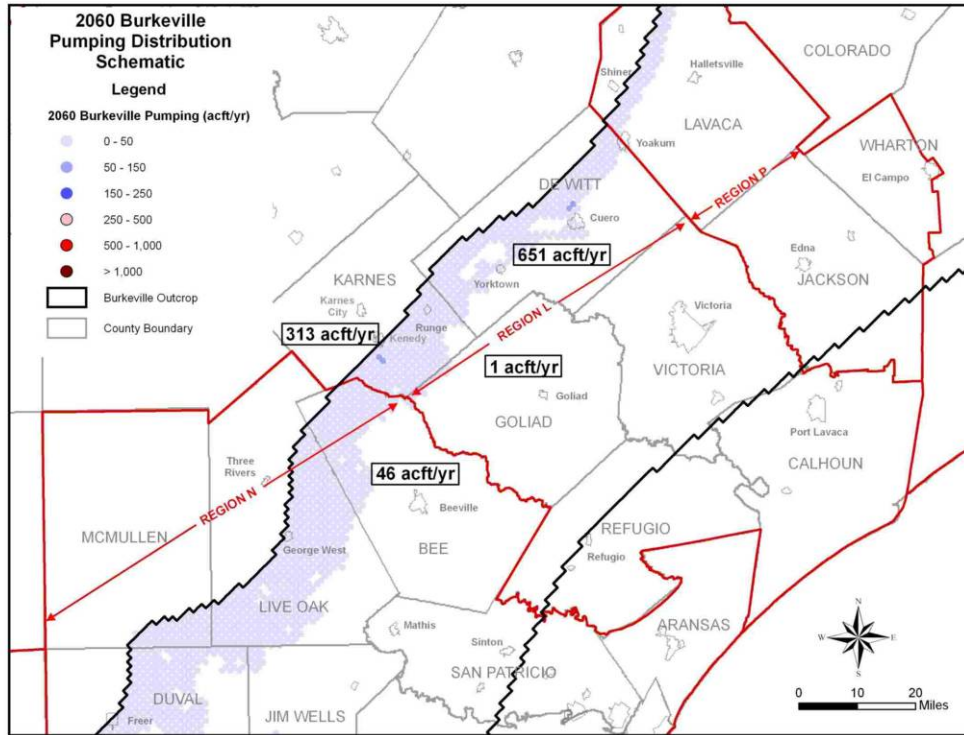 2060 Burkeville
Pumping Distribution
Schematic
Legend
2060 Burkeville Pumping (acft/yr)
0 - 50
50 - 150
150 - 250
250 - 500
500 - 1,000
> 1,000
Burkeville Outcrop
County Boundary
COLORADO
Shiner
Halletsville
LAVACA
Yoakum
WHARTON
El Campo
DE WITT
REGION P
Cuero
651 acft/yr
Edna
JACKSON
KARNES
Yorktown
Karnes
City
Runge
Kenedy
REGION L
Victoria
313 acft/yr
1 acft/yr
VICTORIA
Goliad
GOLIAD
Port Lavaca
CALHOUN
Three
Rivers
REGION N
46 acft/yr
Beeville
MCMULLEN
BEE
REFUGIO
George West
Refugio
LIVE OAK
ARANSAS
Mathis
Sinton
SAN PATRICIO
DUVAL
Freer
JIM WELLS
N
W
E
S
0 10 20
Miles